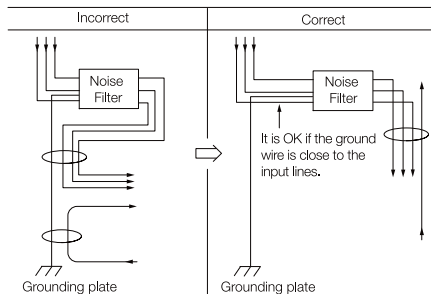 Incorrect
Correct
Noise
Filter
Noise
Filter
It is OK if the ground
wire is close to the
input lines.
Grounding plate
Grounding plate